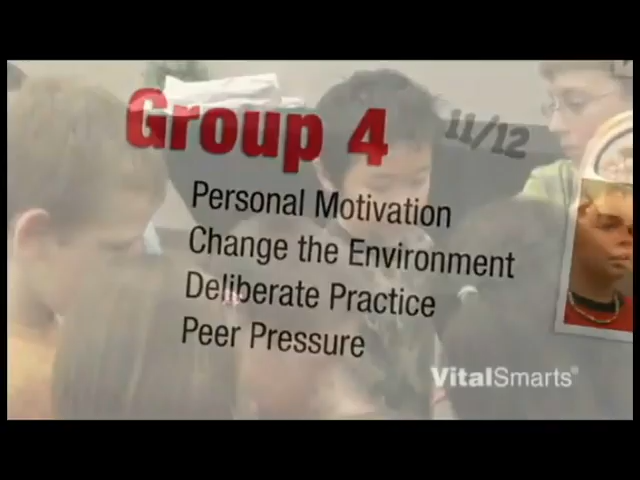 Group 4
11/12
Personal Motivation
Change the Environment
Deliberate Practice
Peer Pressure
VitalSmarts®